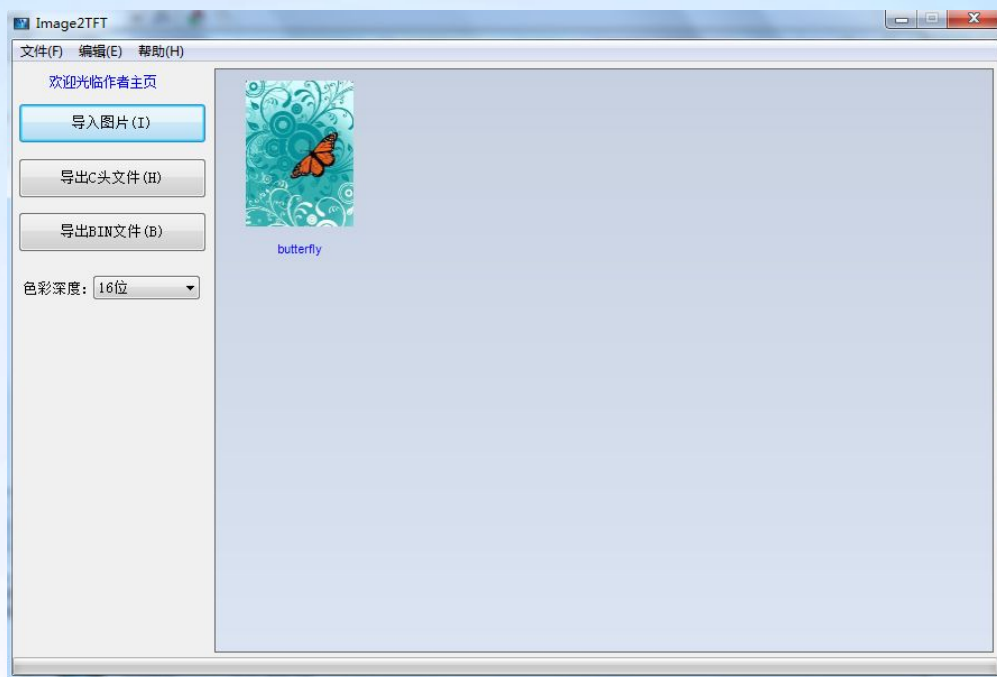 Image2TFT
文件(F) 编辑(E) 帮助(H)
欢迎光临作者主页
导入图片(I)
导出C头文件(H)
导出BIN文件(B)
色彩深度: 16位
butterfly